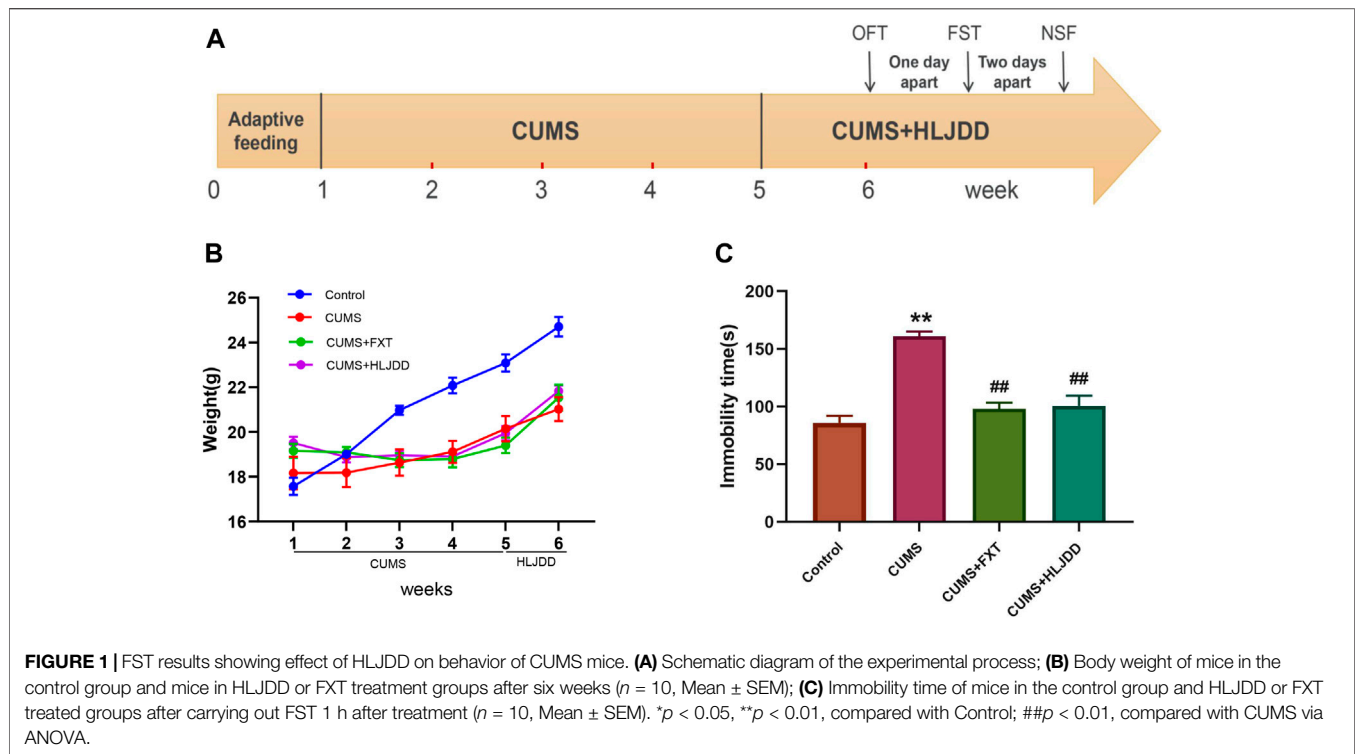 A
OFT FST NSF
One day apart
Two days apart
Adaptive feeding
CUMS
CUMS+HLJDD
0 1 2 3 4 5 6 week
B
Control
CUMS
CUMS+FXT
CUMS+HLJDD
Weight(g)
26
24
22
20
18
16
1 2 3 4 5 6
CUMS HLJDD
weeks
C
Immobility time(s)
200
150
100
50
0
**
##
##
Control
CUMS
CUMS+FXT
CUMS+HLJDD
FIGURE 1 | FST results showing effect of HLJDD on behavior of CUMS mice. (A) Schematic diagram of the experimental process; (B) Body weight of mice in the
control group and mice in HLJDD or FXT treatment groups after six weeks (n = 10, Mean ± SEM); (C) Immobility time of mice in the control group and HLJDD or FXT
treated groups after carrying out FST 1 h after treatment (n = 10, Mean ± SEM). *p < 0.05, **p < 0.01, compared with Control; ##p < 0.01, compared with CUMS via
ANOVA.